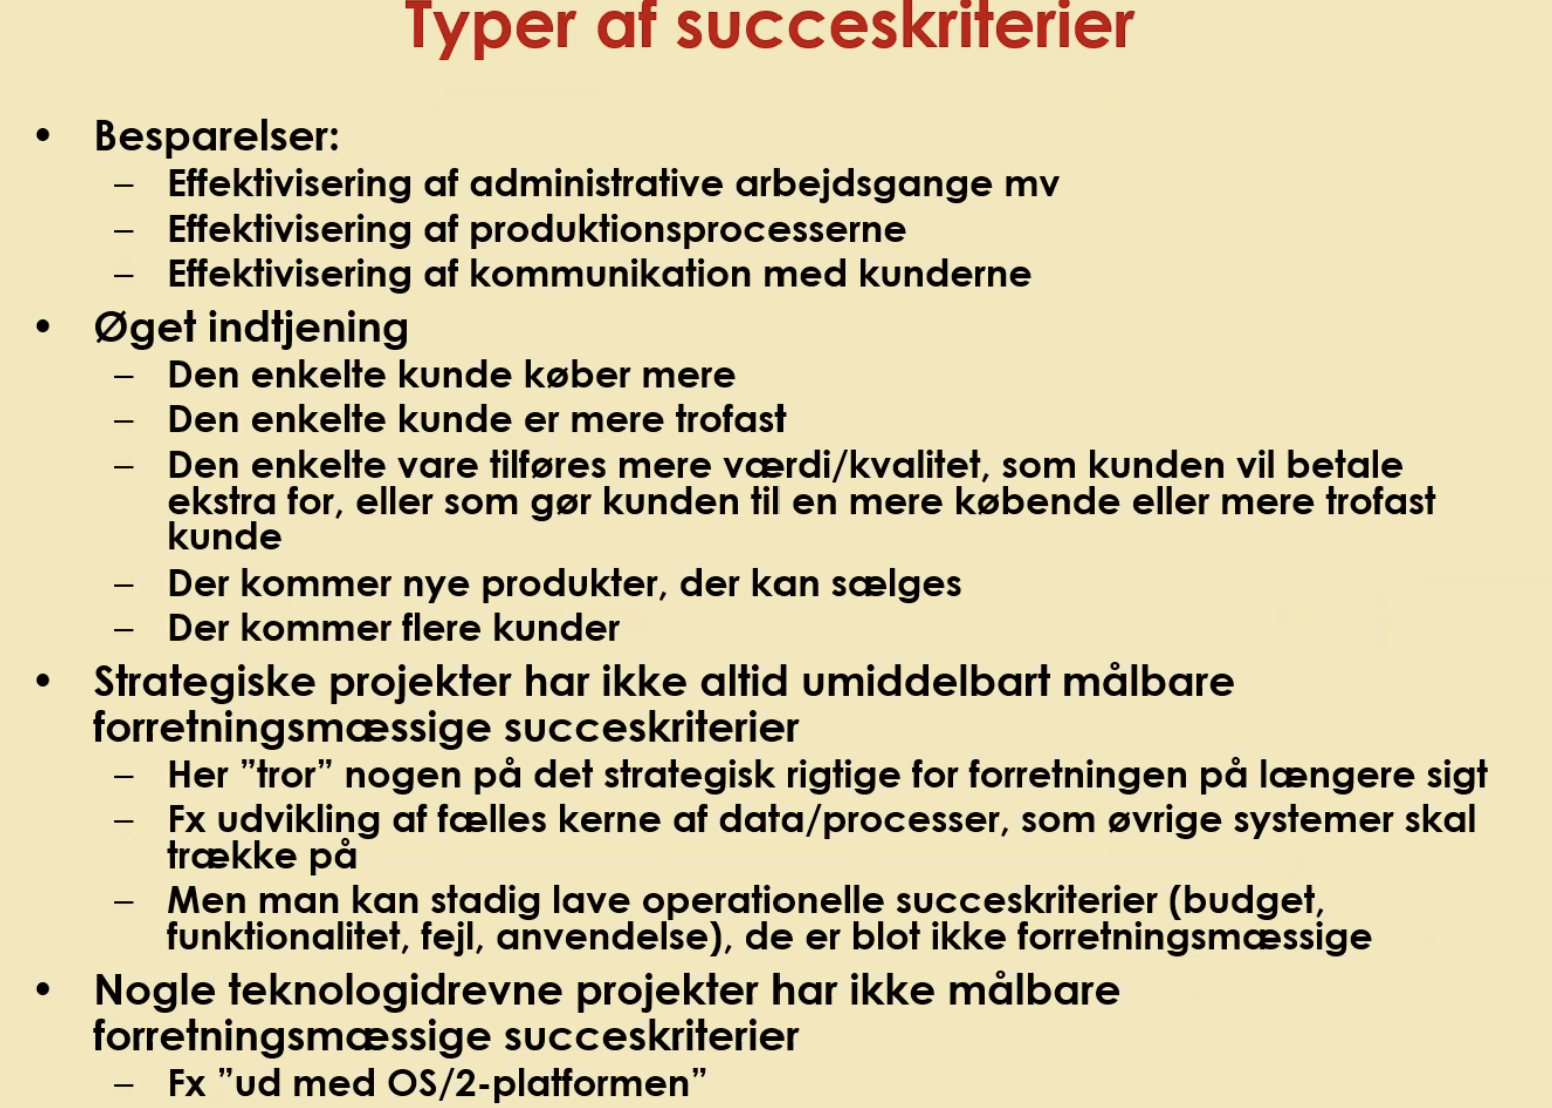 Typer af succeskriterier
• Besparelser:
– Effektivisering af administrative arbejdsgange mv
– Effektivisering af produktionsprocesserne
– Effektivisering af kommunikation med kunderne
• Øget indtjening
– Den enkelte kunde køber mere
– Den enkelte kunde er mere trofast
– Den enkelte vare tilføres mere værdi/kvalitet, som kunden vil betale
ekstra for, eller som gør kunden til en mere købende eller mere trofast
kunde
– Der kommer nye produkter, der kan sælges
– Der kommer flere kunder
• Strategiske projekter har ikke altid umiddelbart målbare
forretningsmæssige succeskriterier
– Her ”tror” nogen på det strategisk rigtige for forretningen på længere sigt
– Fx udvikling af fælles kerne af data/processer, som øvrige systemer skal
trække på
– Men man kan stadig lave operationelle succeskriterier (budget,
funktionalitet, fejl, anvendelse), de er blot ikke forretningsmæssige
• Nogle teknologidrevne projekter har ikke målbare
forretningsmæssige succeskriterier
– Fx ”ud med OS/2-platformen”